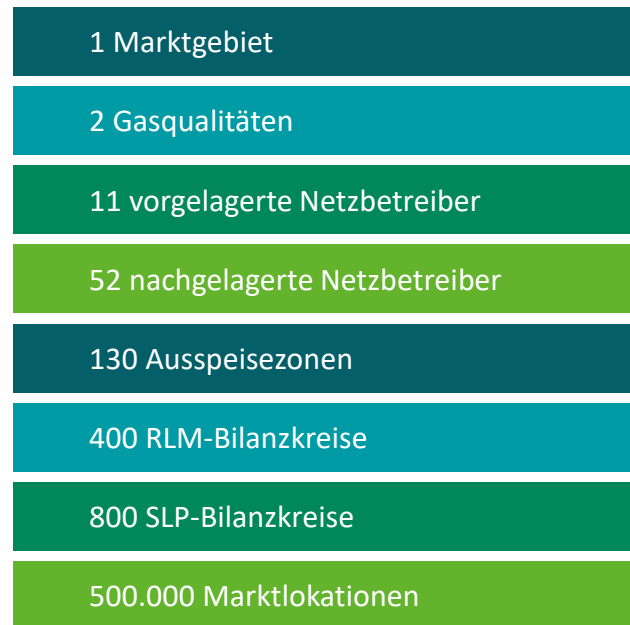 1 Marktgebiet
2 Gasqualitäten
11 vorgelagerte Netzbetreiber
52 nachgelagerte Netzbetreiber
130 Ausspeisezonen
400 RLM-Bilanzkreise
800 SLP-Bilanzkreise
500.000 Marktlokationen